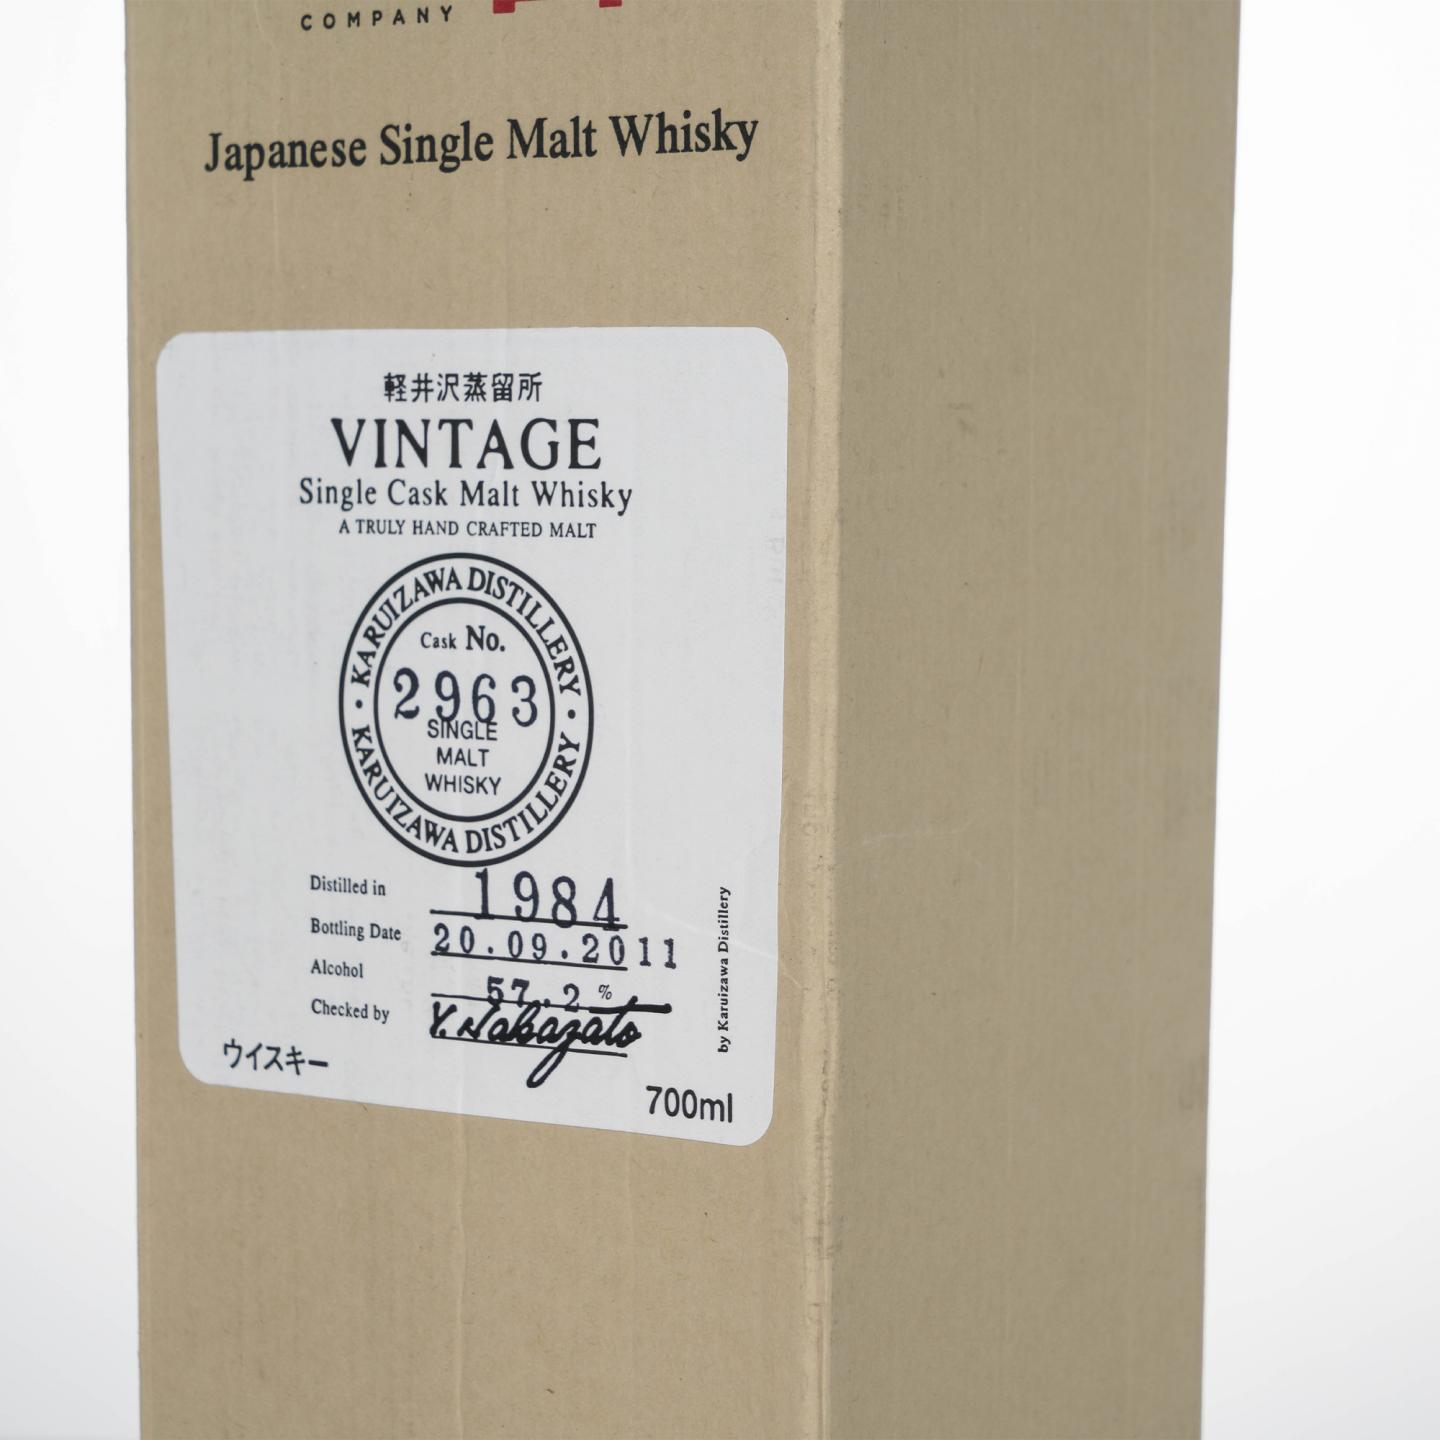 COMPANY
Japanese Single Malt Whisky
軽井沢蒸留所
VINTAGE
Single Cask Malt Whisky
A TRULY HAND CRAFTED MALT
KARUIZAWA DISTILLERY
Cask No.
2963
SINGLE
MALT
WHISKY
KARUIZAWA DISTILLERY
Distilled in 1984
Bottling Date 20.09.2011
Alcohol 57.2 %
Checked by Y. Nakazato
by Karuizawa Distillery
ウイスキー
700ml